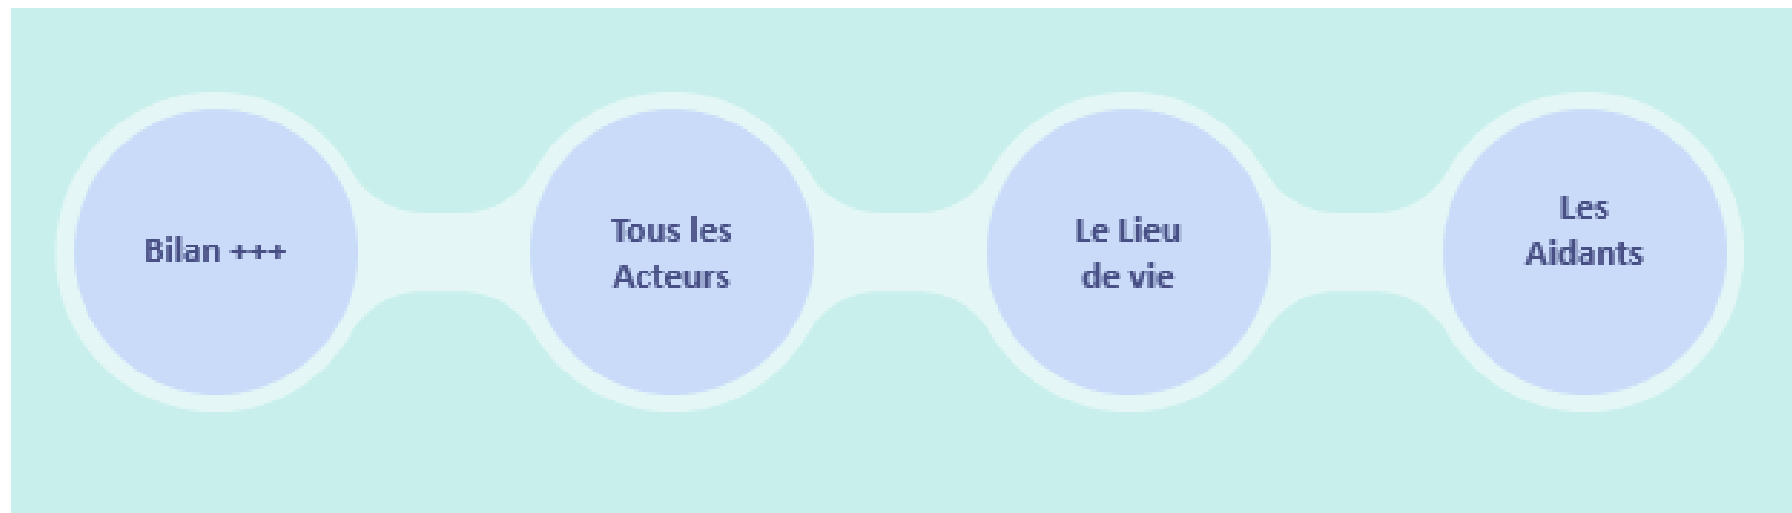 Bilan +++
Tous les
Acteurs
Le Lieu
de vie
Les
Aidants